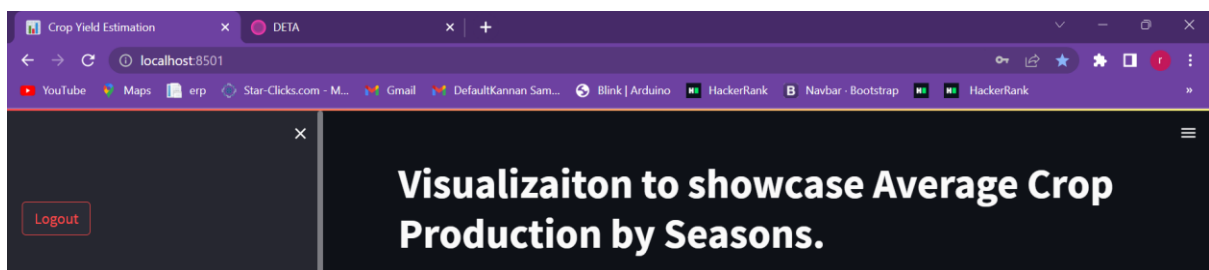 Crop Yield Estimation
DETA
localhost:8501
r
YouTube Maps erp Star-Clicks.com - M... Gmail DefaultKannan Sam... Blink | Arduino HackerRank B Navbar · Bootstrap HackerRank »
Visualizaiton to showcase Average Crop
Logout
Production by Seasons.